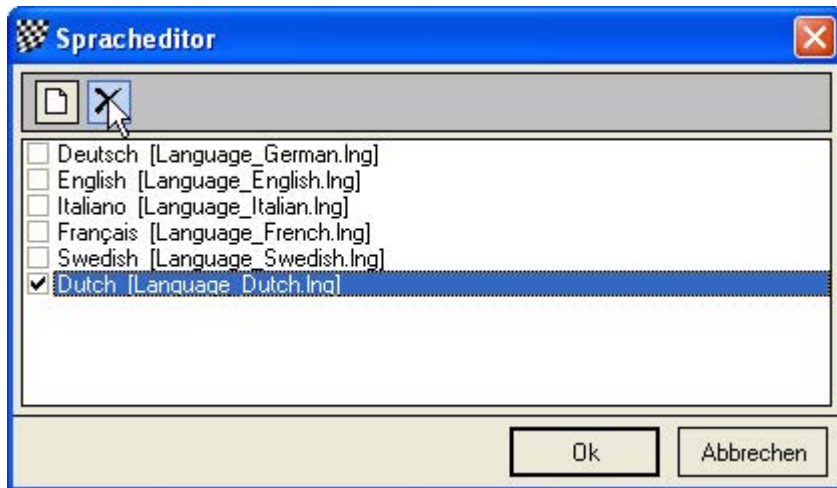 Spracheditor
Deutsch [Language_German.lng]
English [Language_English.lng]
Italiano [Language_Italian.lng]
Français [Language_French.lng]
Swedish [Language_Swedish.lng]
Dutch [Language_Dutch.lng]
Ok Abbrechen